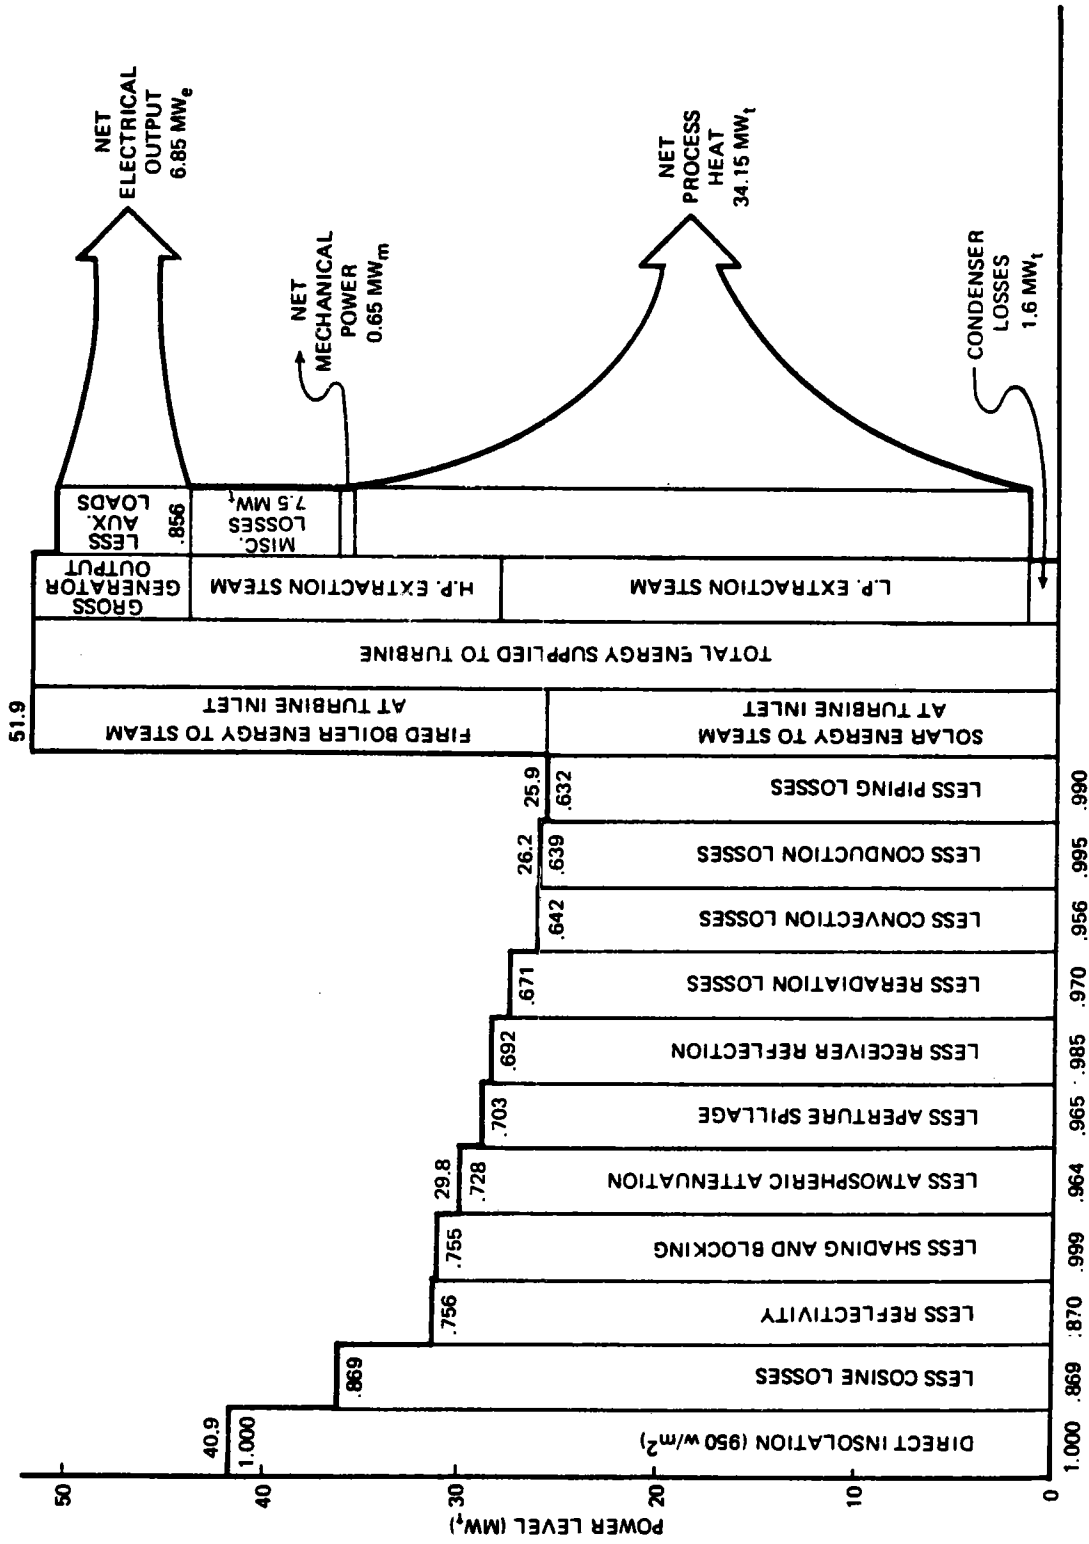 POWER LEVEL (MWt)
50
40
30
20
10
0
40.9
1.000
DIRECT INSOLATION (950 w/m2)
1.000
.869
LESS COSINE LOSSES
.869
.756
LESS REFLECTIVITY
.870
.755
LESS SHADING AND BLOCKING
.999
29.8
.728
LESS ATMOSPHERIC ATTENUATION
.964
.703
LESS APERTURE SPILLAGE
.965
.692
LESS RECEIVER REFLECTION
.985
.671
LESS RERADIATION LOSSES
.970
.642
LESS CONVECTION LOSSES
.956
26.2
.639
LESS CONDUCTION LOSSES
.995
25.9
.632
LESS PIPING LOSSES
.990
51.9
FIRED BOILER ENERGY TO STEAM
AT TURBINE INLET
SOLAR ENERGY TO STEAM
AT TURBINE INLET
TOTAL ENERGY SUPPLIED TO TURBINE
GROSS
GENERATOR
OUTPUT
H.P. EXTRACTION STEAM
L.P. EXTRACTION STEAM
LESS
AUX.
LOADS
.856
MISC.
LOSSES
7.5 MWt
NET
ELECTRICAL
OUTPUT
6.85 MWe
NET
MECHANICAL
POWER
0.65 MWm
NET
PROCESS
HEAT
34.15 MWt
CONDENSER
LOSSES
1.6 MWt